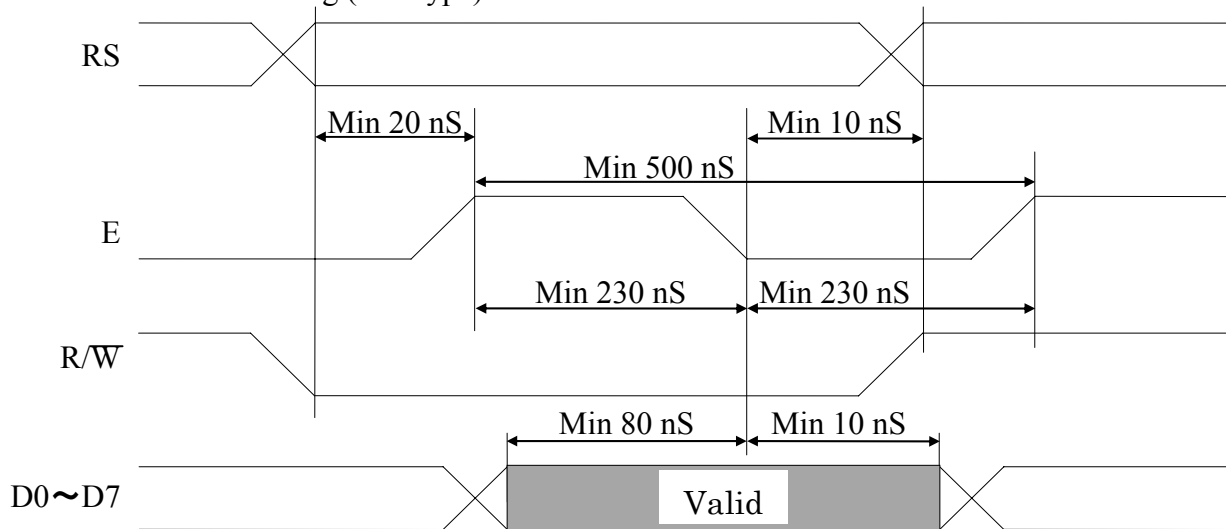 RS
Min 20 nS
Min 10 nS
Min 500 nS
E
Min 230 nS
Min 230 nS
R/W̅
Min 80 nS
Min 10 nS
D0～D7
Valid